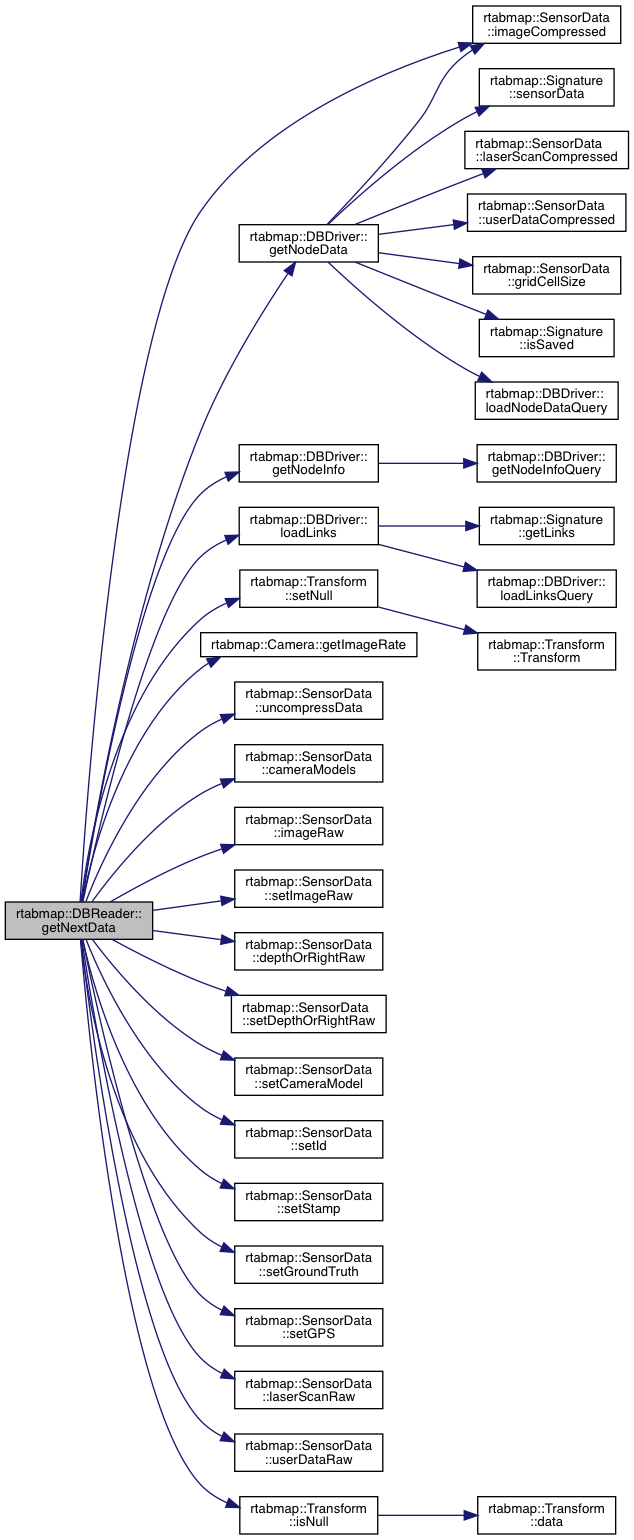 rtabmap::SensorData
::imageCompressed
rtabmap::Signature
::sensorData
rtabmap::SensorData
::laserScanCompressed
rtabmap::SensorData
::userDataCompressed
rtabmap::DBDriver::
getNodeData
rtabmap::SensorData
::gridCellSize
rtabmap::Signature
::isSaved
rtabmap::DBDriver::
loadNodeDataQuery
rtabmap::DBDriver::
getNodeInfo
rtabmap::DBDriver::
getNodeInfoQuery
rtabmap::DBDriver::
loadLinks
rtabmap::Signature
::getLinks
rtabmap::DBDriver::
loadLinksQuery
rtabmap::Transform
::setNull
rtabmap::Transform
::Transform
rtabmap::Camera::getImageRate
rtabmap::SensorData
::uncompressData
rtabmap::SensorData
::cameraModels
rtabmap::SensorData
::imageRaw
rtabmap::SensorData
::setImageRaw
rtabmap::DBReader::
getNextData
rtabmap::SensorData
::depthOrRightRaw
rtabmap::SensorData
::setDepthOrRightRaw
rtabmap::SensorData
::setCameraModel
rtabmap::SensorData
::setId
rtabmap::SensorData
::setStamp
rtabmap::SensorData
::setGroundTruth
rtabmap::SensorData
::setGPS
rtabmap::SensorData
::laserScanRaw
rtabmap::SensorData
::userDataRaw
rtabmap::Transform
::isNull
rtabmap::Transform
::data